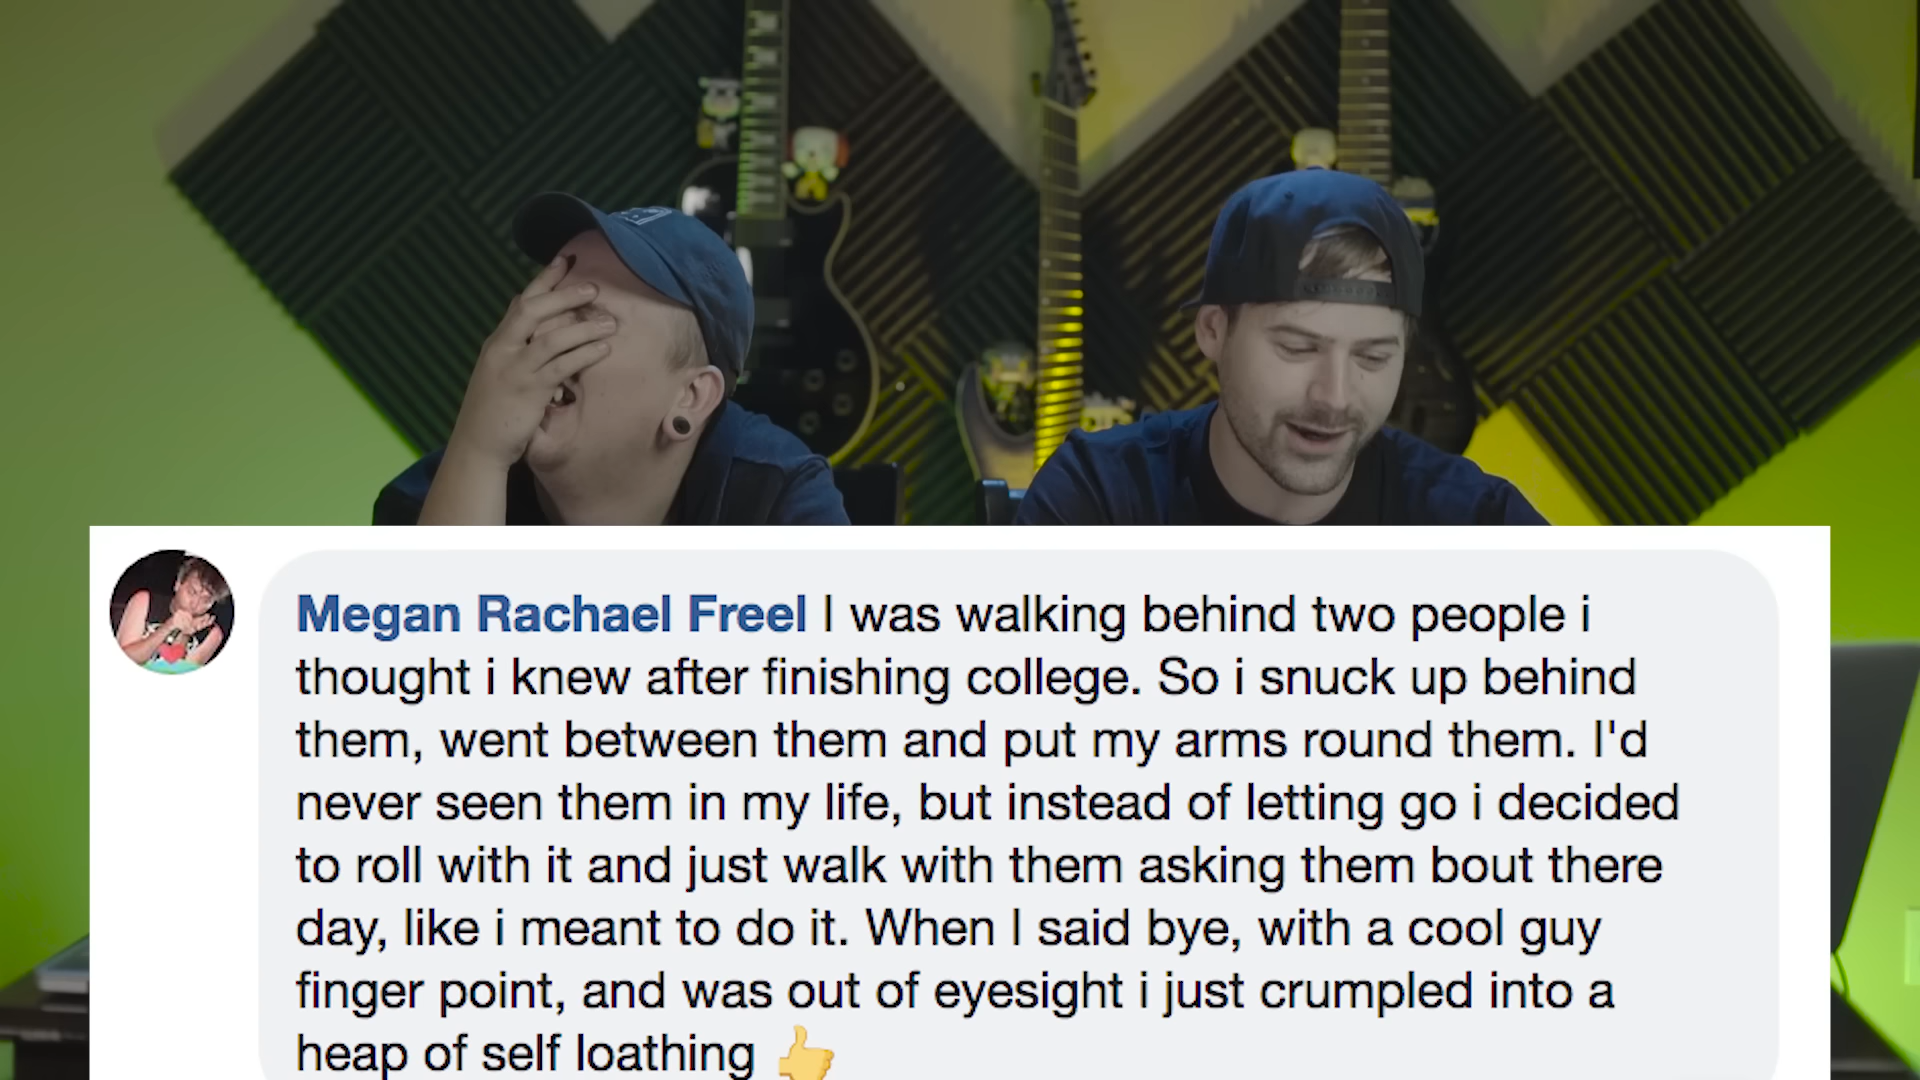 Megan Rachael Freel I was walking behind two people i
thought i knew after finishing college. So i snuck up behind
them, went between them and put my arms round them. I'd
never seen them in my life, but instead of letting go i decided
to roll with it and just walk with them asking them bout there
day, like i meant to do it. When I said bye, with a cool guy
finger point, and was out of eyesight i just crumpled into a
heap of self loathing 👍